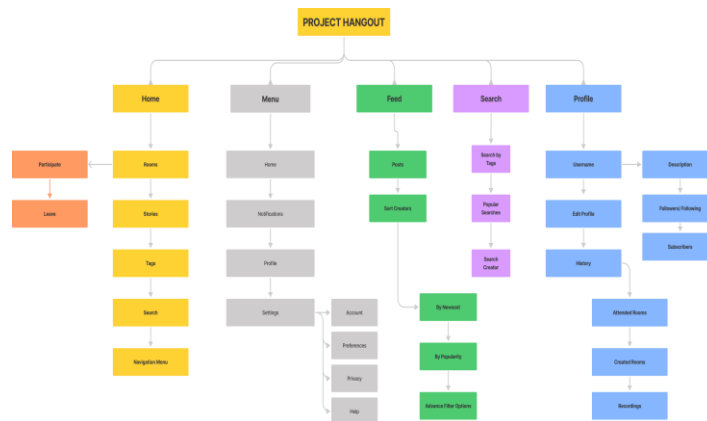 PROJECT HANGOUT
Home
Menu
Feed
Search
Profile
Participate
Rooms
Home
Posts
Search by
Tags
Username
Description
Leave
Stories
Notifications
Sort Creators
Popular
Searches
Edit Profile
Followers/ Following
Subscribers
Tags
Profile
Search
Creator
History
Search
Settings
Account
By Newest
Attended Rooms
Preferences
Navigation Menu
By Popularity
Created Rooms
Privacy
Help
Advance Filter Options
Recordings